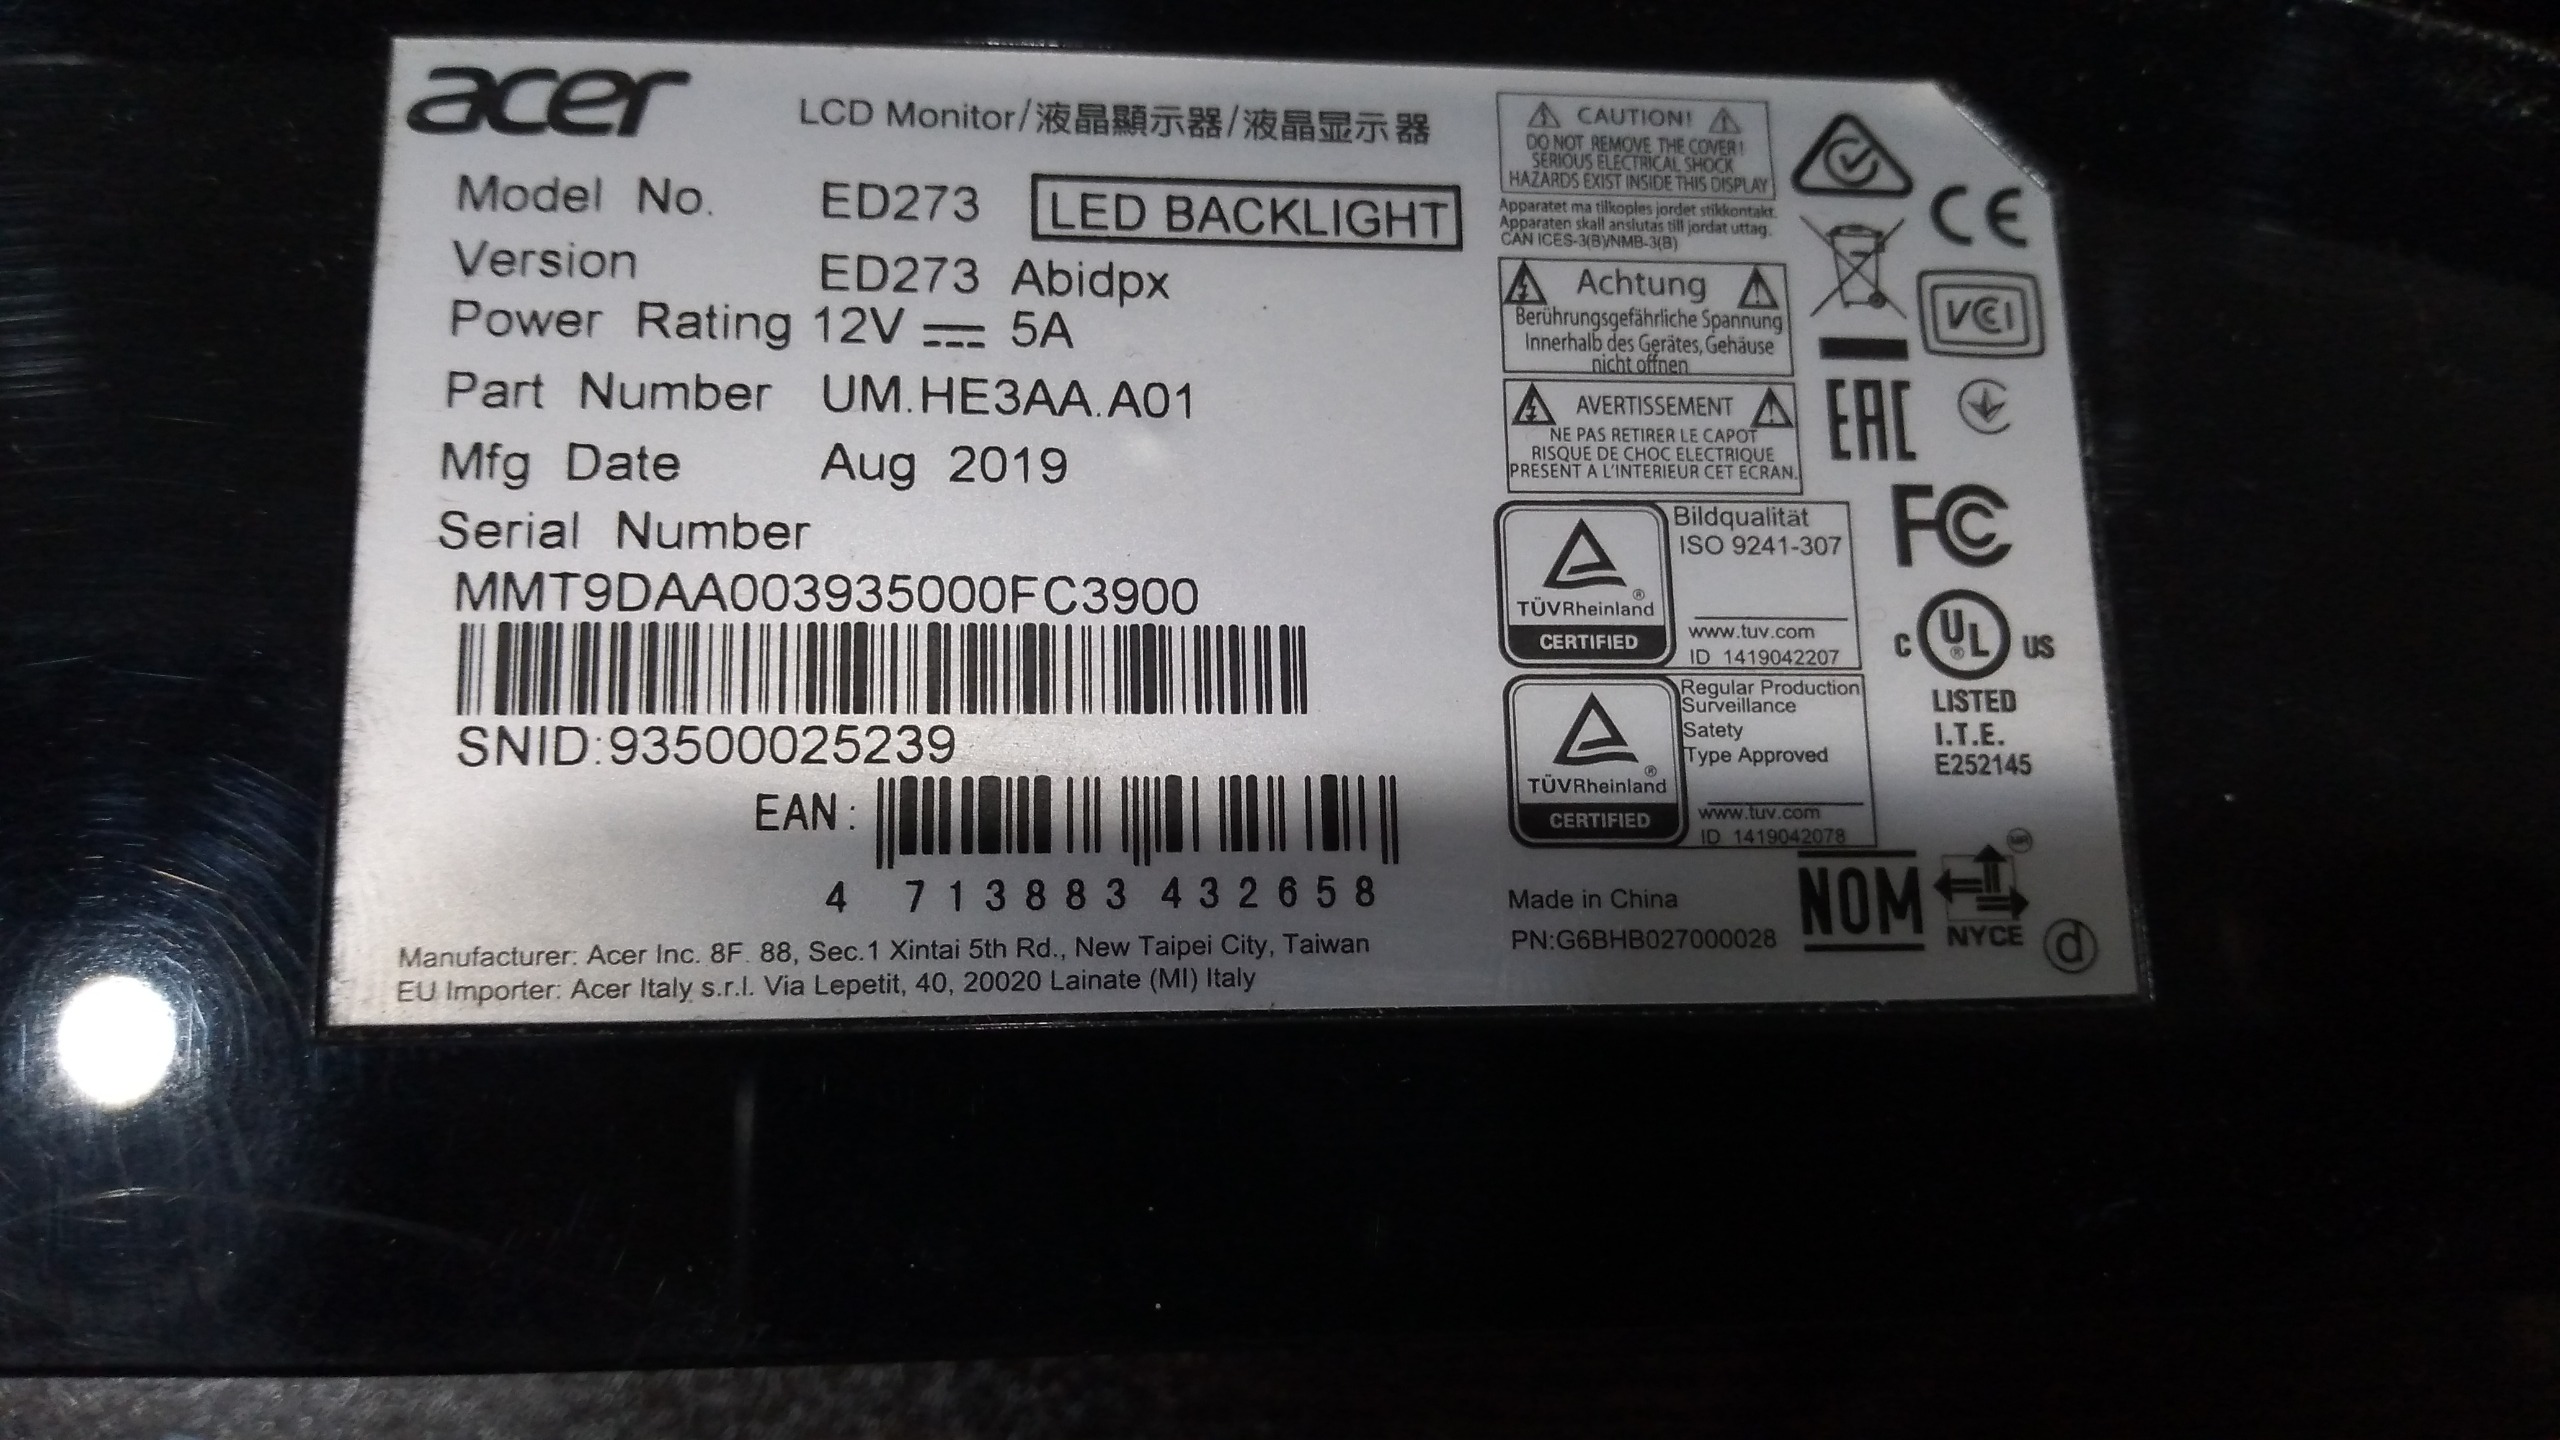 acer
LCD Monitor/液晶顯示器/液晶显示器
Model No. ED273 LED BACKLIGHT
Version ED273 Abidpx
Power Rating 12V 5A
Part Number UM.HE3AA.A01
Mfg Date Aug 2019
Serial Number
MMT9DAA003935000FC3900
SNID:93500025239
EAN:
4 713883 432658
Manufacturer: Acer Inc. 8F. 88, Sec.1 Xintai 5th Rd., New Taipei City, Taiwan
EU Importer: Acer Italy s.r.l. Via Lepetit, 40, 20020 Lainate (MI) Italy
CAUTION!
DO NOT REMOVE THE COVER!
SERIOUS ELECTRICAL SHOCK
HAZARDS EXIST INSIDE THIS DISPLAY
Apparatet ma tilkoples jordet stikkontakt.
Apparaten skall anslutas till jordat uttag.
CAN ICES-3(B)/NMB-3(B)
Achtung
Berührungsgefährliche Spannung
Innerhalb des Gerätes, Gehäuse
nicht offnen
AVERTISSEMENT
NE PAS RETIRER LE CAPOT
RISQUE DE CHOC ELECTRIQUE
PRESENT A L'INTERIEUR CET ECRAN.
TÜVRheinland ®
CERTIFIED
Bildqualität
ISO 9241-307
www.tuv.com
ID 1419042207
TÜVRheinland ®
CERTIFIED
Regular Production
Surveillance
Satety
Type Approved
www.tuv.com
ID 1419042078
Made in China
PN:G6BHB027000028
CE
VCCI
EAC
FC
C UL ® US
LISTED
I.T.E.
E252145
NOM
NYCE
d